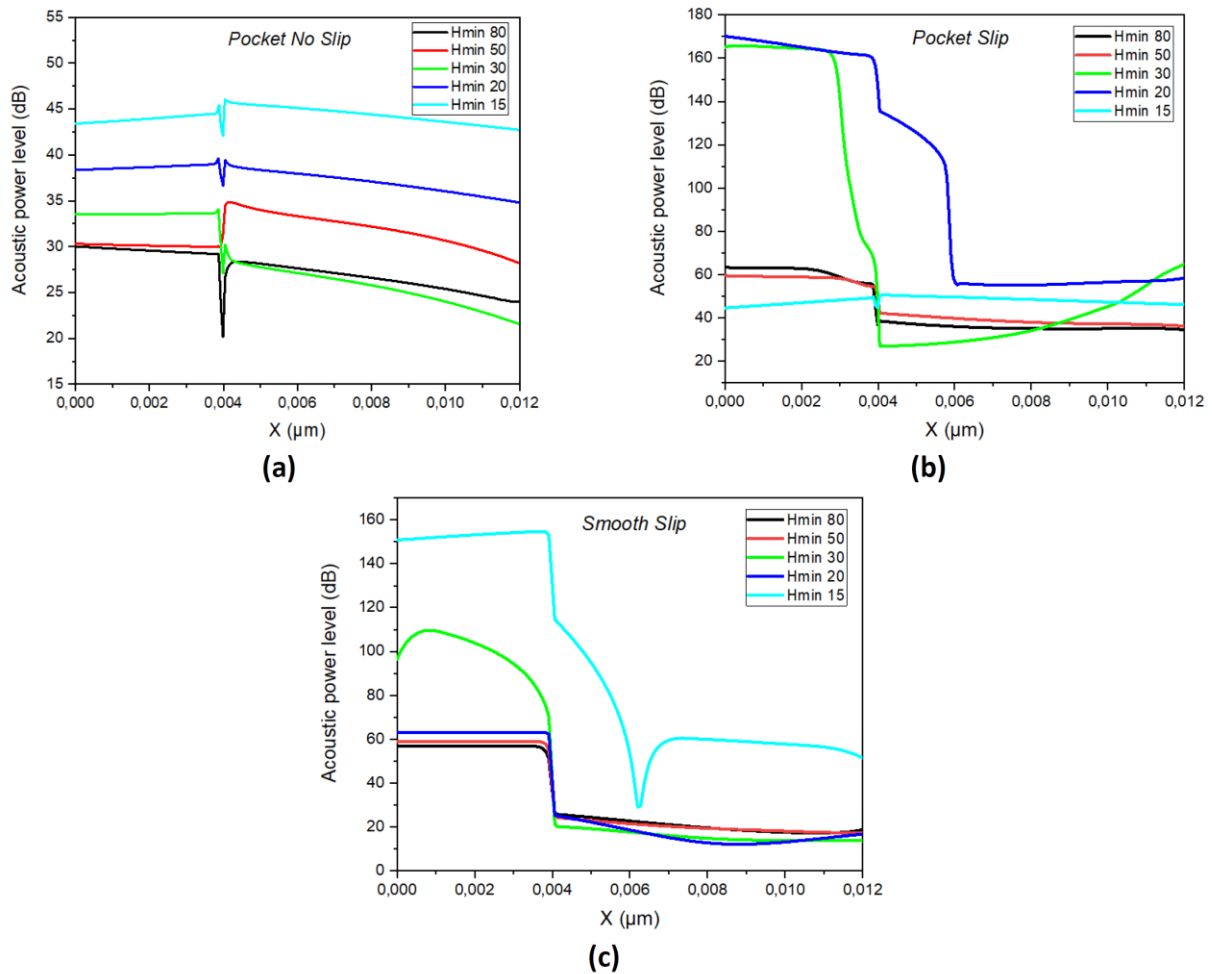 Pocket No Slip
Hmin 80
Hmin 50
Hmin 30
Hmin 20
Hmin 15
Acoustic power level (dB)
55
50
45
40
35
30
25
20
15
0,000 0,002 0,004 0,006 0,008 0,010 0,012
X (μm)
(a)
Pocket Slip
Hmin 80
Hmin 50
Hmin 30
Hmin 20
Hmin 15
Acoustic power level (dB)
180
160
140
120
100
80
60
40
20
0,000 0,002 0,004 0,006 0,008 0,010 0,012
X (μm)
(b)
Smooth Slip
Hmin 80
Hmin 50
Hmin 30
Hmin 20
Hmin 15
Acoustic power level (dB)
160
140
120
100
80
60
40
20
0
0,000 0,002 0,004 0,006 0,008 0,010 0,012
X (μm)
(c)